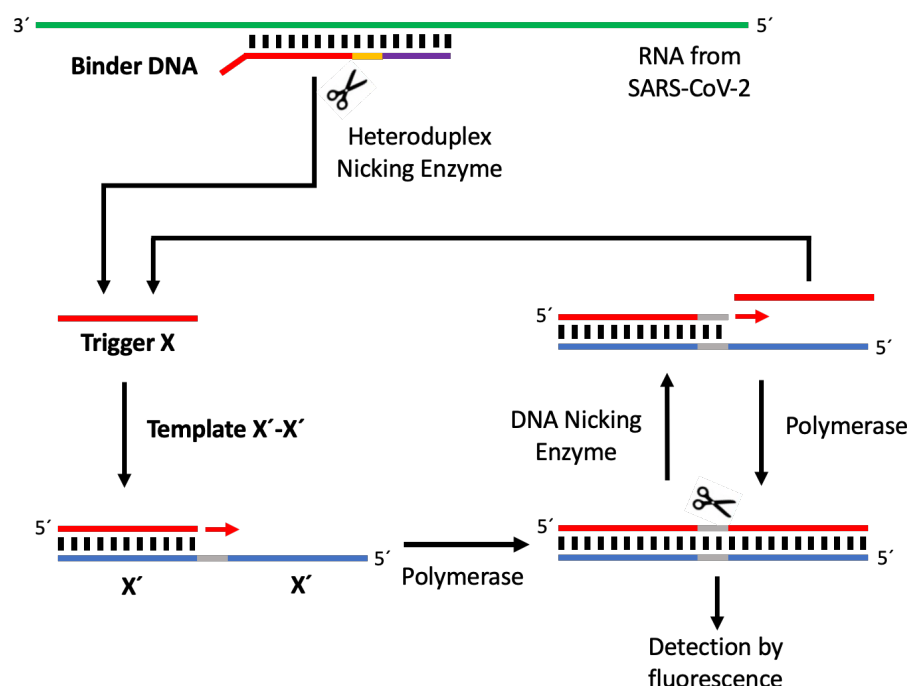 3´
5´
Binder DNA
RNA from
SARS-CoV-2
Heteroduplex
Nicking Enzyme
Trigger X
5´
5´
Template X´-X´
DNA Nicking
Enzyme
Polymerase
5´
5´
X´
X´
Polymerase
5´
5´
Detection by
fluorescence